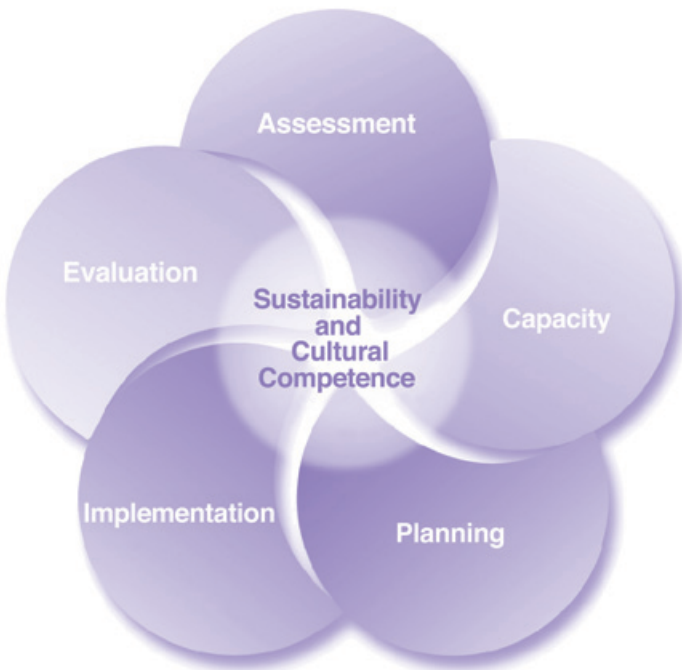 Assessment
Capacity
Planning
Implementation
Evaluation
Sustainability
and
Cultural
Competence